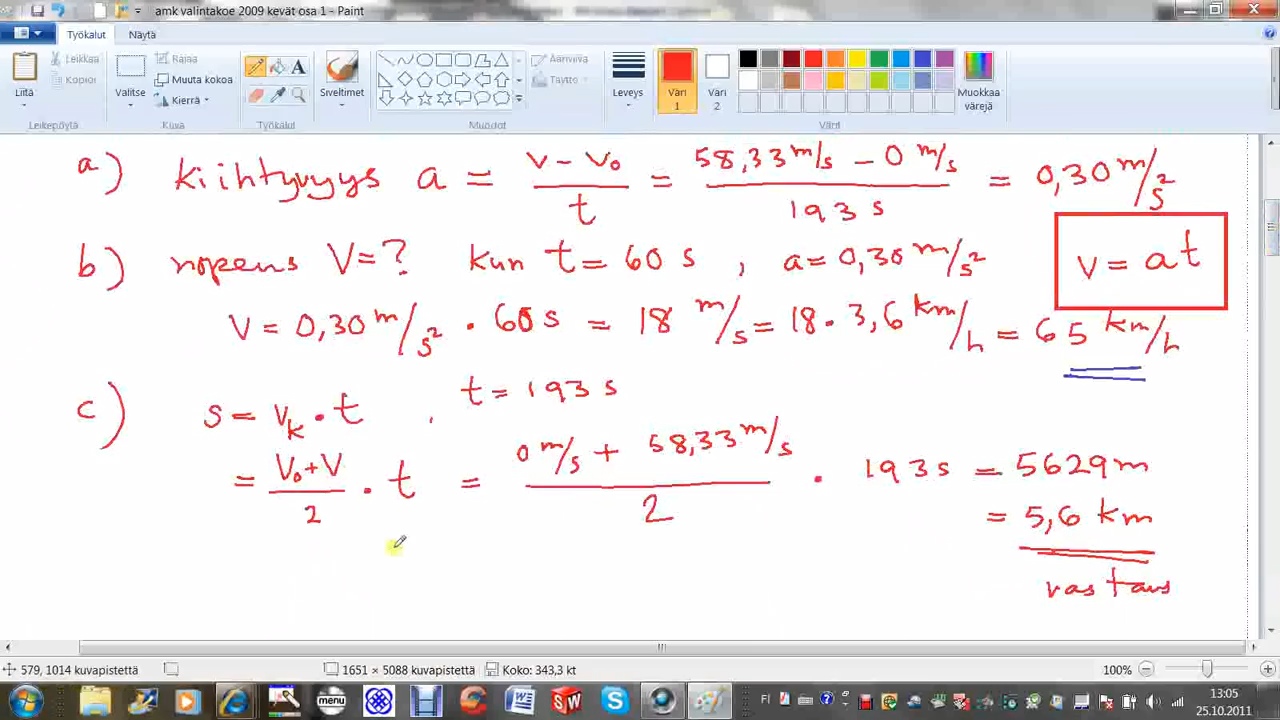 amk valintakoe 2009 kevät osa 1 - Paint
Työkalut Näytä
Liitä
Leikkaa
Kopioi
Leikepöytä
Valitse
Rajaa
Muuta kokoa
Kierrä
Kuva
Työkalut
Siveltimet
Ääriviiva
Täyttö
Muodot
Leveys
Väri 1
Väri 2
Muokkaa värejä
Värit
a) kiihtyvyys a = (v - v₀)/t = (58,33 m/s - 0 m/s)/(193 s) = 0,30 m/s²
b) nopeus V = ? kun t = 60 s , a = 0,30 m/s²
v = at
V = 0,30 m/s² · 60 s = 18 m/s = 18 · 3,6 km/h = 65 km/h
c) s = v_k · t , t = 193 s
= (V₀ + V)/2 · t = (0 m/s + 58,33 m/s)/2 · 193 s = 5629 m
= 5,6 km
vastaus
579, 1014 kuvapistettä 1651 × 5088 kuvapistettä Koko: 343,3 kt 100%
menu
FI
13:05
25.10.2011